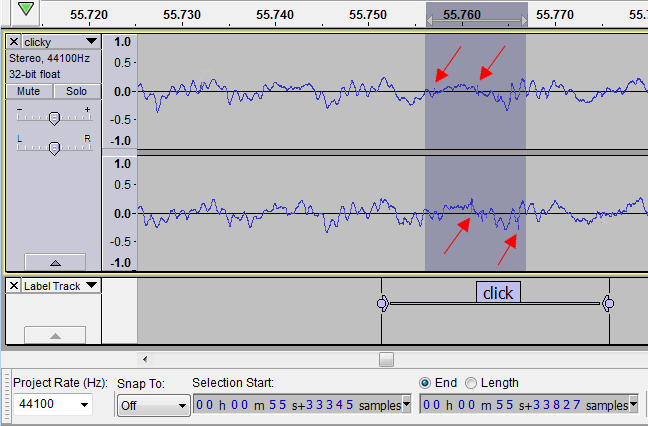 55.720 55.730 55.740 55.750 55.760 55.770 55.7
clicky
Stereo, 44100Hz
32-bit float
Mute Solo
- +
L R
1.0
0.5-
0.0-
-0.5-
-1.0
1.0
0.5-
0.0-
-0.5-
-1.0
Label Track
click
Project Rate (Hz):
44100
Snap To:
Off
Selection Start:
00 h 00 m 55 s+33345 samples
End Length
00 h 00 m 55 s+33827 samples